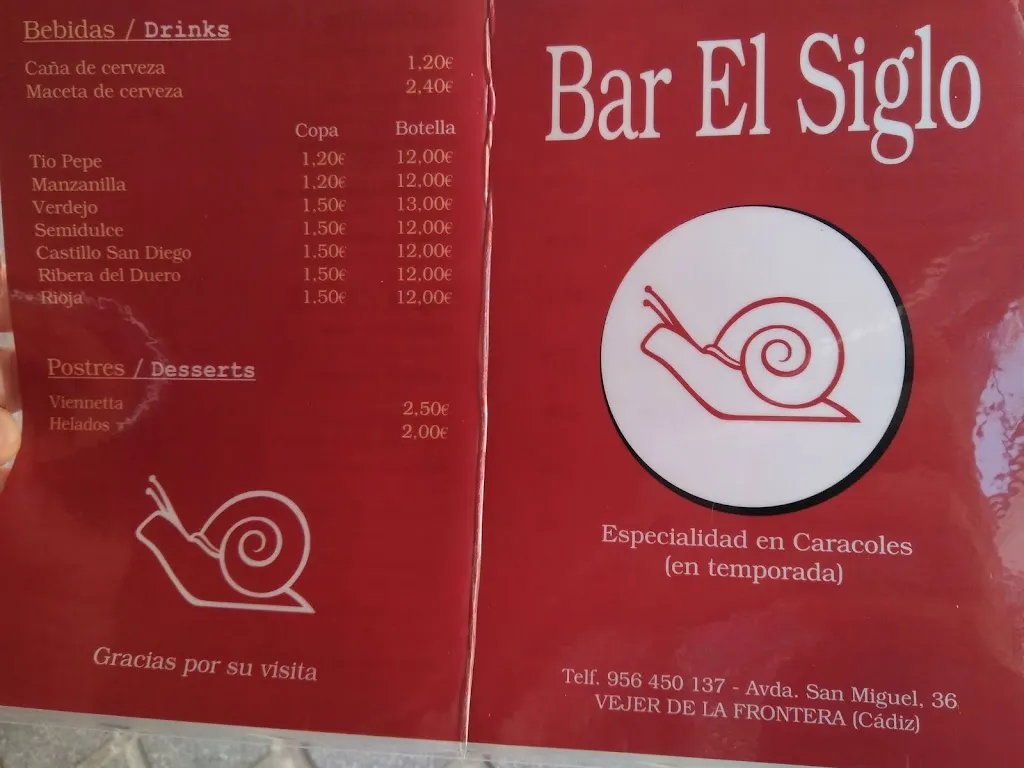 Bebidas / Drinks
Caña de cerveza 1,20€
Maceta de cerveza 2,40€
Copa Botella
Tio Pepe 1,20€ 12,00€
Manzanilla 1,20€ 12,00€
Verdejo 1,50€ 13,00€
Semidulce 1,50€ 12,00€
Castillo San Diego 1.50€ 12,00€
Ribera del Duero 1,50€ 12,00€
Rioja 1.50€ 12,00€
Postres / Desserts
Viennetta 2,50€
Helados 2,00€
Gracias por su visita
Bar El Siglo
Especialidad en Caracoles
(en temporada)
Telf. 956 450 137 - Avda. San Miguel, 36
VEJER DE LA FRONTERA (Cádiz)